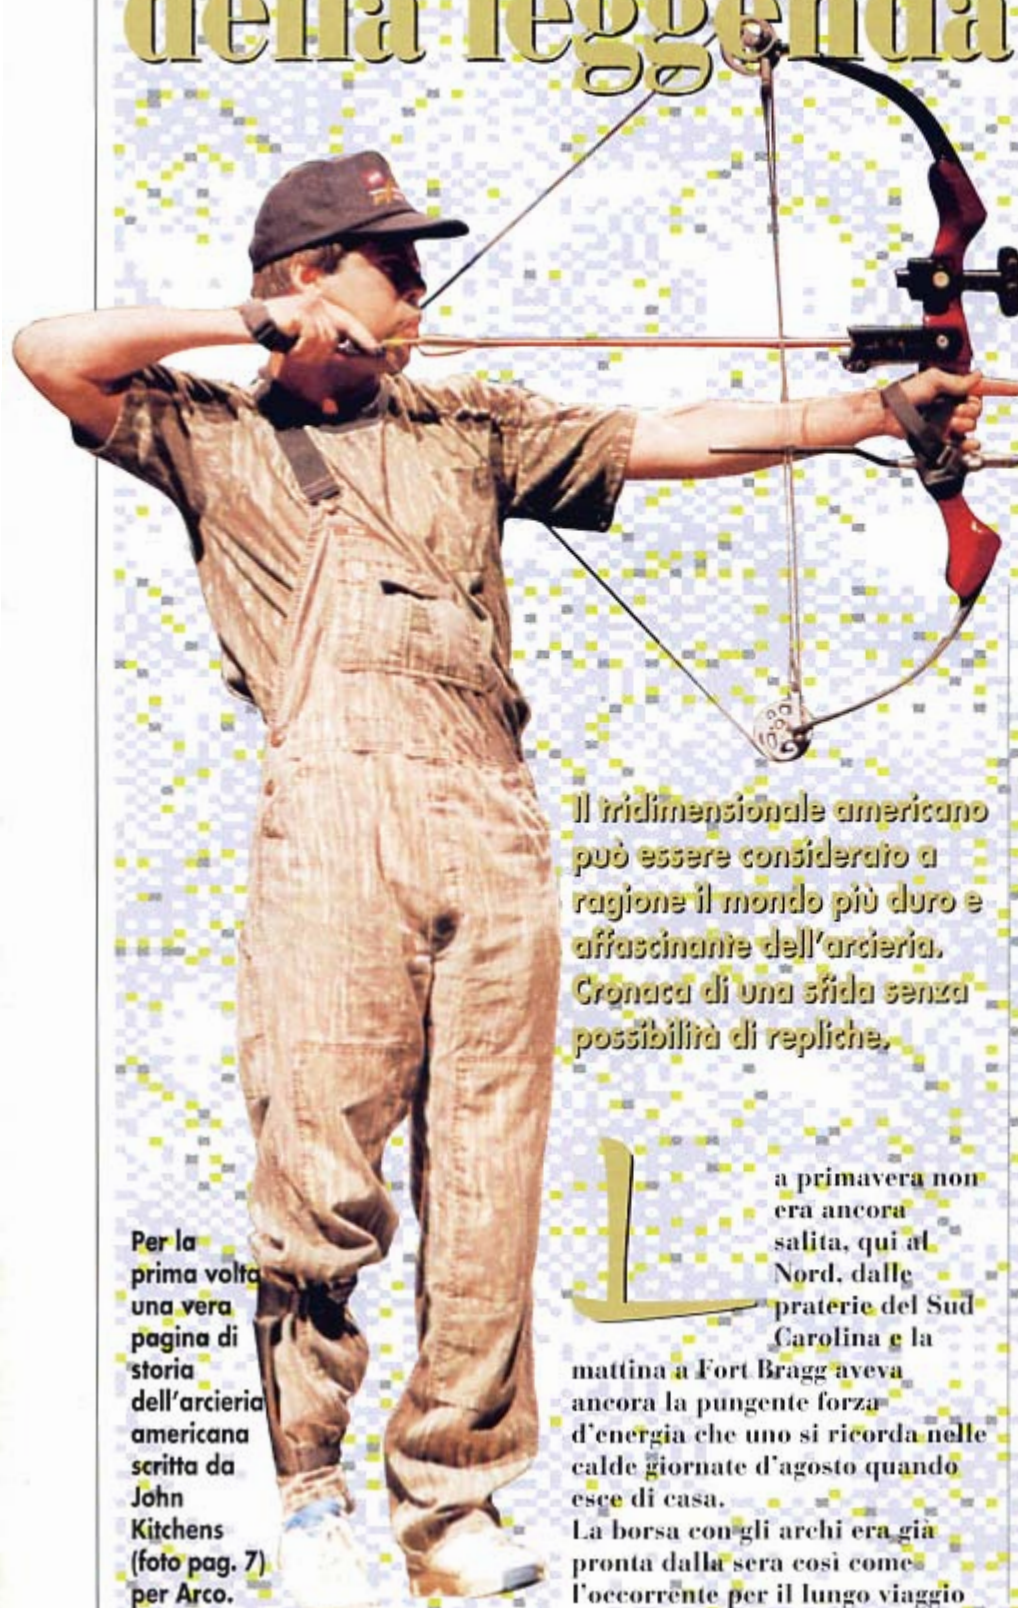 della leggenda
Il tridimensionale americano
può essere considerato a
ragione il mondo più duro e
affascinante dell'arcieria.
Cronaca di una sfida senza
possibilità di repliche.
La primavera non
era ancora
salita, qui al
Nord, dalle
praterie del Sud
Carolina e la
mattina a Fort Bragg aveva
ancora la pungente forza
d'energia che uno si ricorda nelle
calde giornate d'agosto quando
esce di casa.
La borsa con gli archi era già
pronta dalla sera così come
l'occorrente per il lungo viaggio
Per la
prima volta
una vera
pagina di
storia
dell'arcieria
americana
scritta da
John
Kitchens
(foto pag. 7)
per Arco.